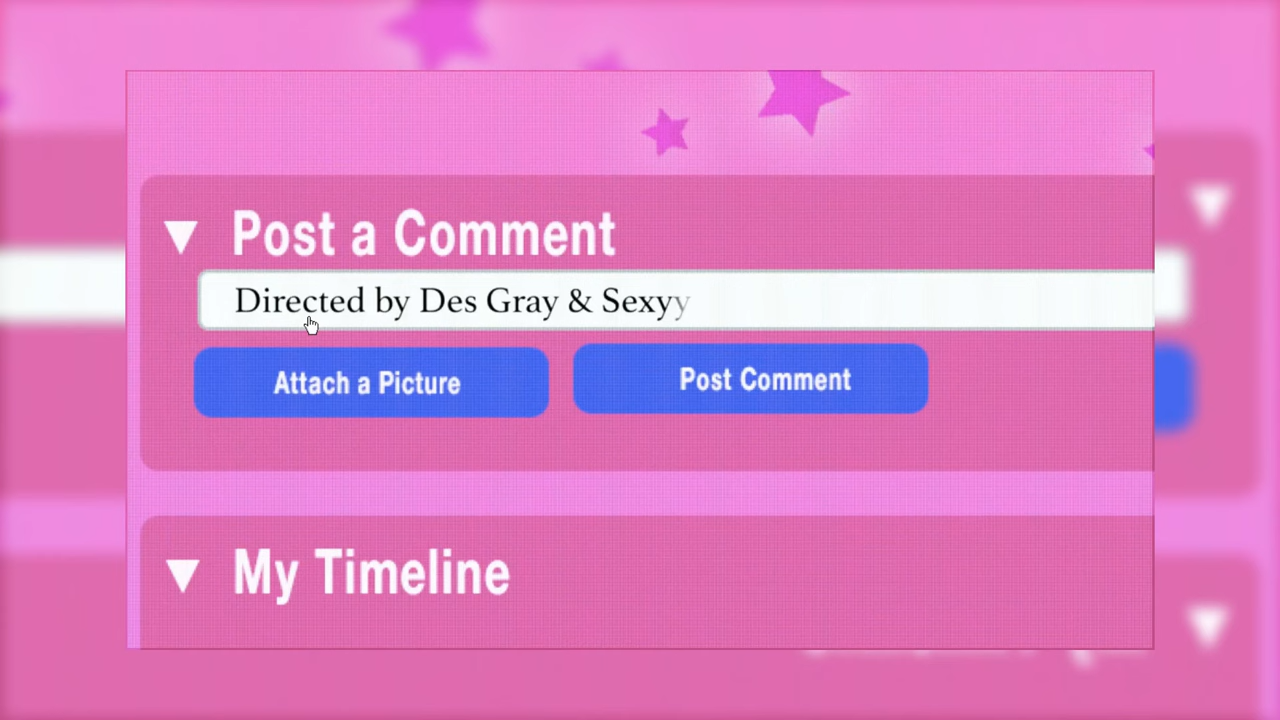 Post a Comment
Directed by Des Gray & Sexyy
Attach a Picture
Post Comment
My Timeline